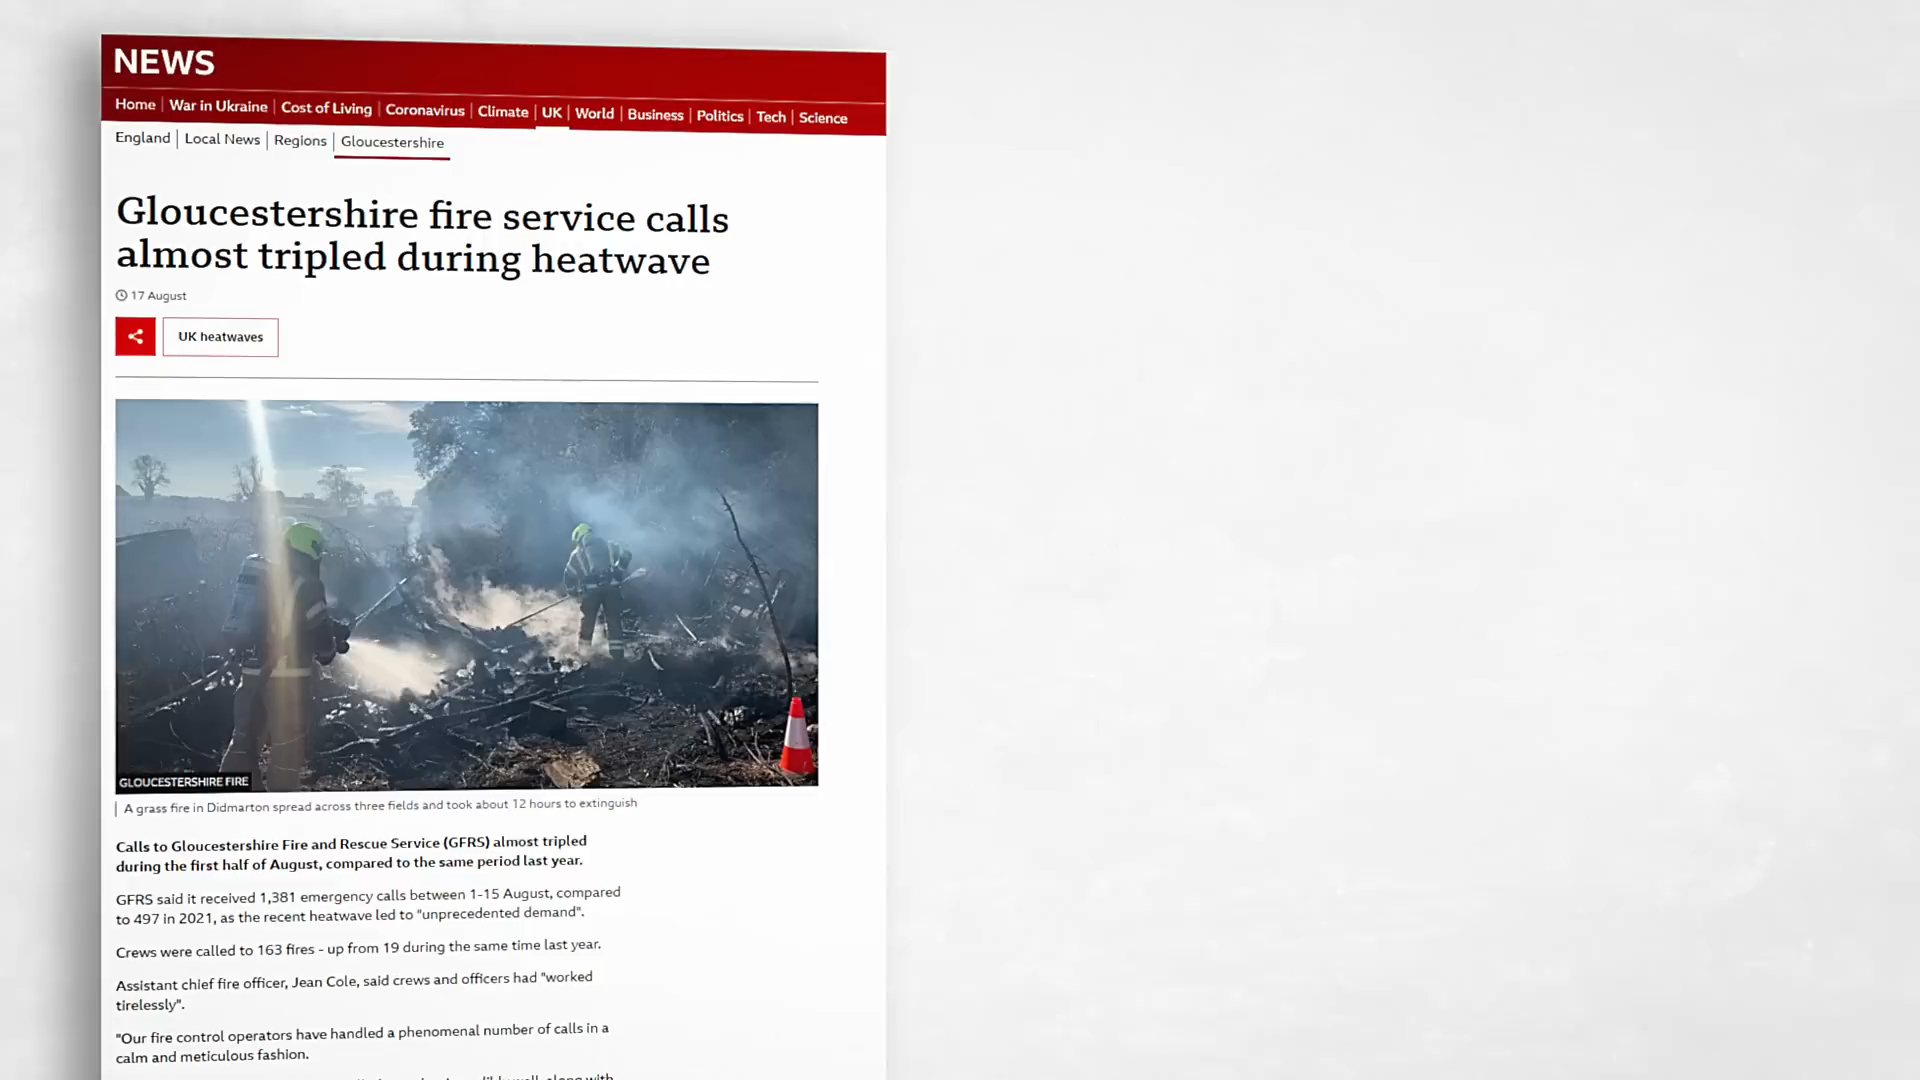 NEWS
Home | War in Ukraine | Cost of Living | Coronavirus | Climate | UK | World | Business | Politics | Tech | Science
England | Local News | Regions | Gloucestershire
Gloucestershire fire service calls
almost tripled during heatwave
17 August
UK heatwaves
GLOUCESTERSHIRE FIRE
A grass fire in Didmarton spread across three fields and took about 12 hours to extinguish
Calls to Gloucestershire Fire and Rescue Service (GFRS) almost tripled
during the first half of August, compared to the same period last year.
GFRS said it received 1,381 emergency calls between 1-15 August, compared
to 497 in 2021, as the recent heatwave led to "unprecedented demand".
Crews were called to 163 fires - up from 19 during the same time last year.
Assistant chief fire officer, Jean Cole, said crews and officers had "worked
tirelessly".
"Our fire control operators have handled a phenomenal number of calls in a
calm and meticulous fashion.
well, along with